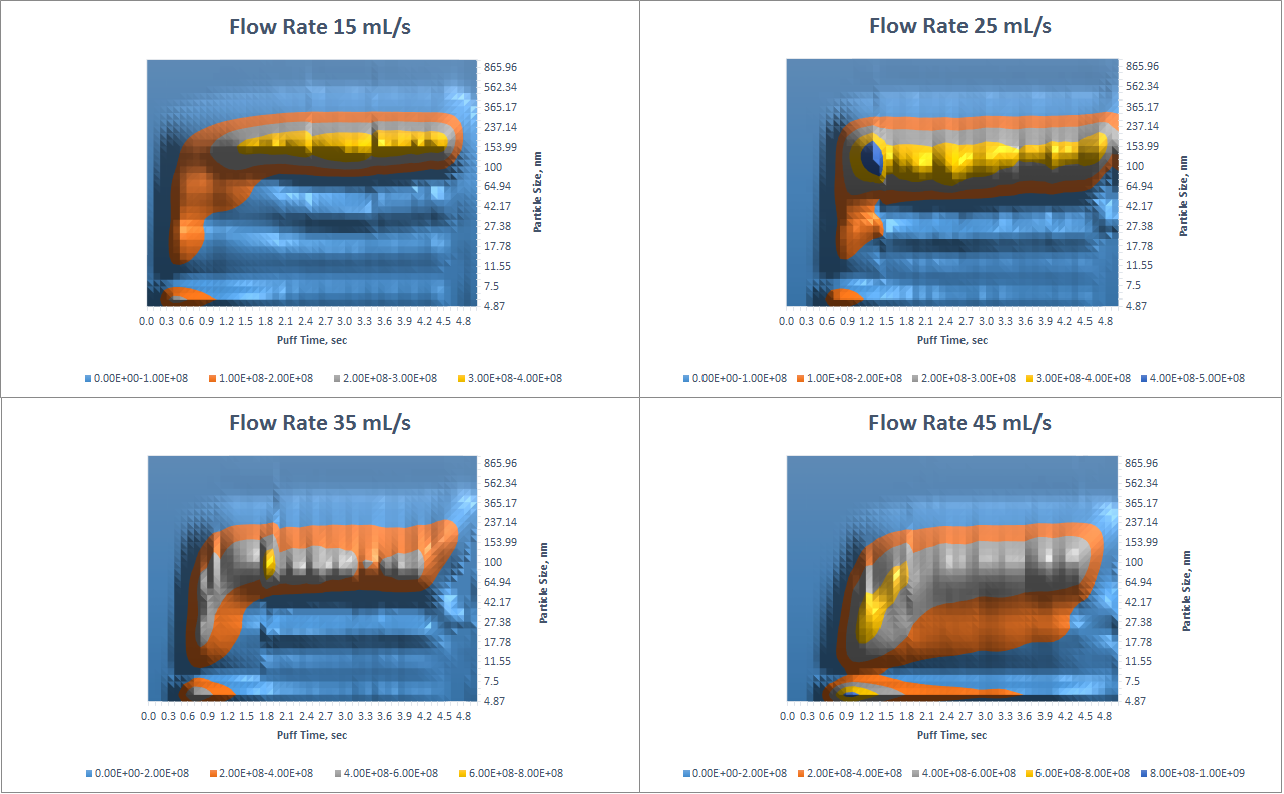 Flow Rate 15 mL/s
865.96
562.34
365.17
237.14
153.99
100
64.94
42.17
27.38
17.78
11.55
7.5
4.87
Particle Size, nm
0.0 0.3 0.6 0.9 1.2 1.5 1.8 2.1 2.4 2.7 3.0 3.3 3.6 3.9 4.2 4.5 4.8
Puff Time, sec
0.00E+00-1.00E+08 1.00E+08-2.00E+08 2.00E+08-3.00E+08 3.00E+08-4.00E+08
Flow Rate 25 mL/s
865.96
562.34
365.17
237.14
153.99
100
64.94
42.17
27.38
17.78
11.55
7.5
4.87
Particle Size, nm
0.0 0.3 0.6 0.9 1.2 1.5 1.8 2.1 2.4 2.7 3.0 3.3 3.6 3.9 4.2 4.5 4.8
Puff Time, sec
0.00E+00-1.00E+08 1.00E+08-2.00E+08 2.00E+08-3.00E+08 3.00E+08-4.00E+08 4.00E+08-5.00E+08
Flow Rate 35 mL/s
865.96
562.34
365.17
237.14
153.99
100
64.94
42.17
27.38
17.78
11.55
7.5
4.87
Particle Size, nm
0.0 0.3 0.6 0.9 1.2 1.5 1.8 2.1 2.4 2.7 3.0 3.3 3.6 3.9 4.2 4.5 4.8
Puff Time, sec
0.00E+00-2.00E+08 2.00E+08-4.00E+08 4.00E+08-6.00E+08 6.00E+08-8.00E+08
Flow Rate 45 mL/s
865.96
562.34
365.17
237.14
153.99
100
64.94
42.17
27.38
17.78
11.55
7.5
4.87
Particle Size, nm
0.0 0.3 0.6 0.9 1.2 1.5 1.8 2.1 2.4 2.7 3.0 3.3 3.6 3.9 4.2 4.5 4.8
Puff Time, sec
0.00E+00-2.00E+08 2.00E+08-4.00E+08 4.00E+08-6.00E+08 6.00E+08-8.00E+08 8.00E+08-1.00E+09